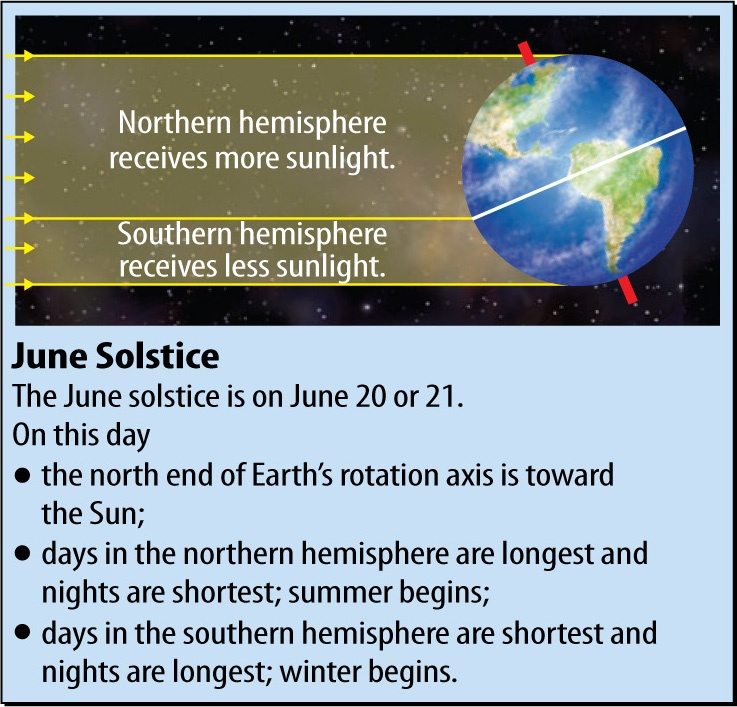 Northern hemisphere
receives more sunlight.
Southern hemisphere
receives less sunlight.
June Solstice
The June solstice is on June 20 or 21.
On this day
● the north end of Earth’s rotation axis is toward
the Sun;
● days in the northern hemisphere are longest and
nights are shortest; summer begins;
● days in the southern hemisphere are shortest and
nights are longest; winter begins.